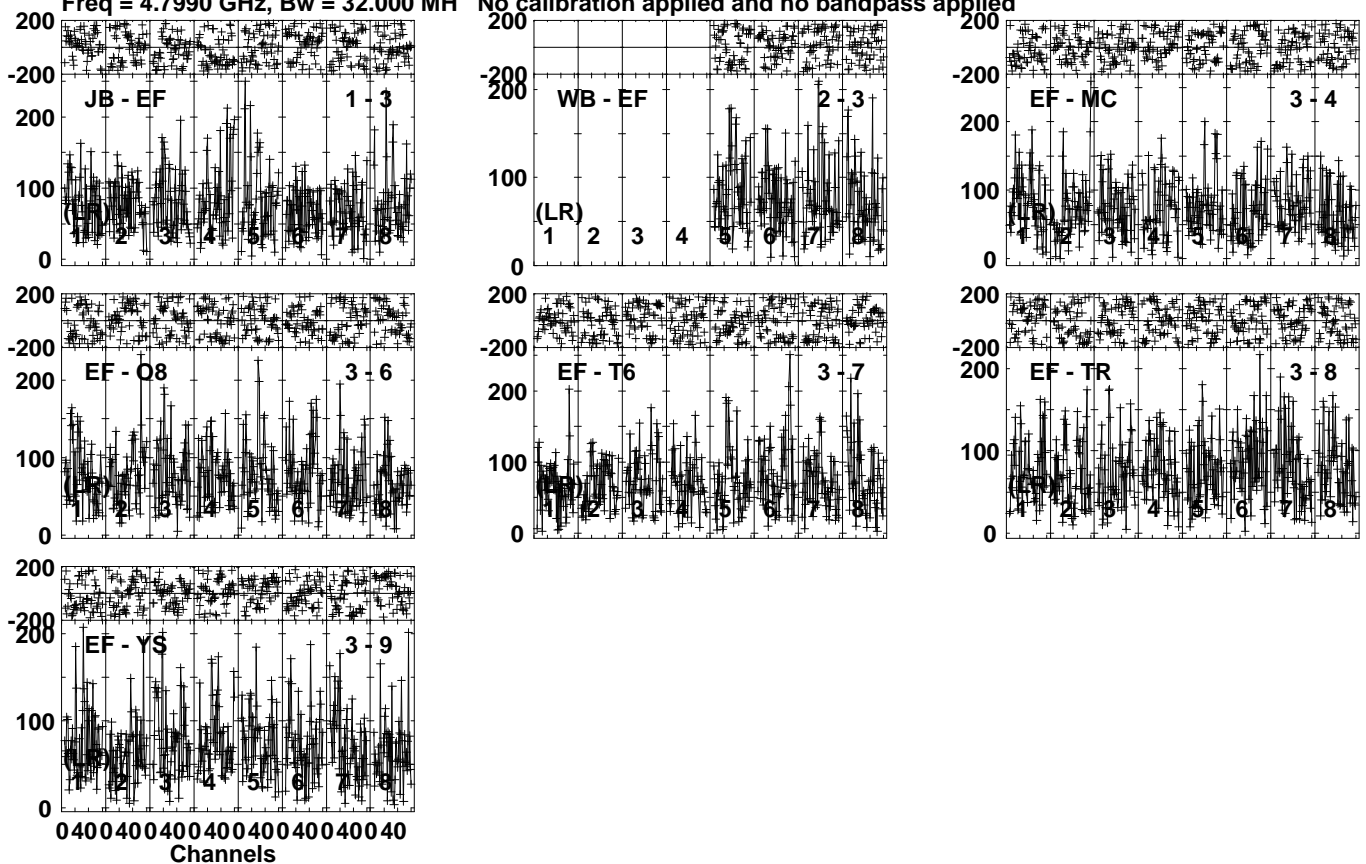 Freq = 4.7990 GHz, Bw = 32.000 MH No calibration applied and no bandpass applied
200
-200
200
100
0
JB - EF 1 - 3
(LR)
1 2 3 4 5 6 7 8
200
-200
200
100
0
WB - EF 2 - 3
(LR)
1 2 3 4 5 6 7 8
200
-200
200
100
0
EF - MC 3 - 4
(LR)
1 2 3 4 5 6 7 8
200
-200
200
100
0
EF - O8 3 - 6
(LR)
1 2 3 4 5 6 7 8
200
-200
200
100
0
EF - T6 3 - 7
(LR)
1 2 3 4 5 6 7 8
200
-200
200
100
0
EF - TR 3 - 8
(LR)
1 2 3 4 5 6 7 8
200
-200
200
100
0
EF - YS 3 - 9
(LR)
1 2 3 4 5 6 7 8
0 40 0 40 0 40 0 40 0 40 0 40 0 40 0 40
Channels